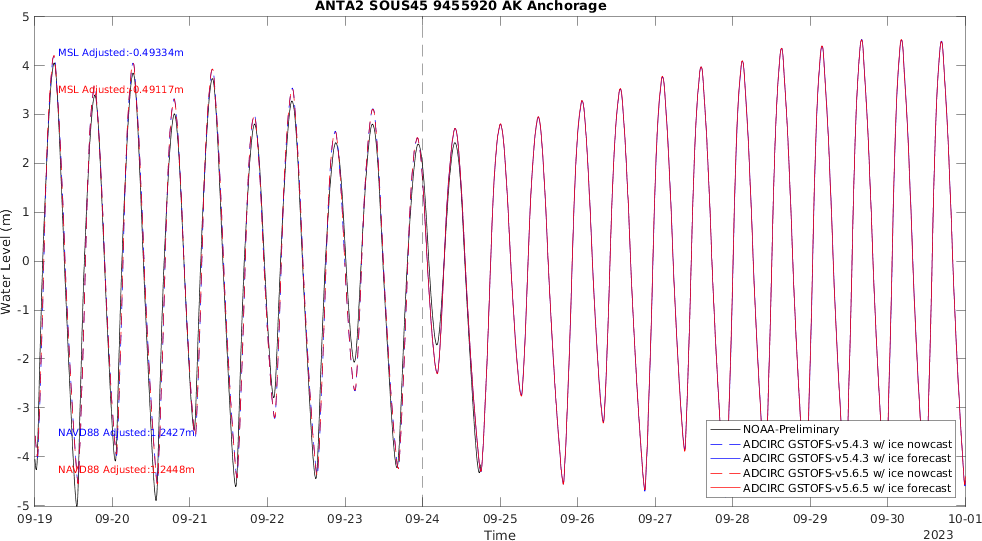 ANTA2 SOUS45 9455920 AK Anchorage
5
4
3
2
1
0
-1
-2
-3
-4
-5
Water Level (m)
MSL Adjusted:-0.49334m
MSL Adjusted:-0.49117m
NAVD88 Adjusted:1.2427m
NAVD88 Adjusted:1.2448m
NOAA-Preliminary
ADCIRC GSTOFS-v5.4.3 w/ ice nowcast
ADCIRC GSTOFS-v5.4.3 w/ ice forecast
ADCIRC GSTOFS-v5.6.5 w/ ice nowcast
ADCIRC GSTOFS-v5.6.5 w/ ice forecast
09-19 09-20 09-21 09-22 09-23 09-24 09-25 09-26 09-27 09-28 09-29 09-30 10-01
Time
2023